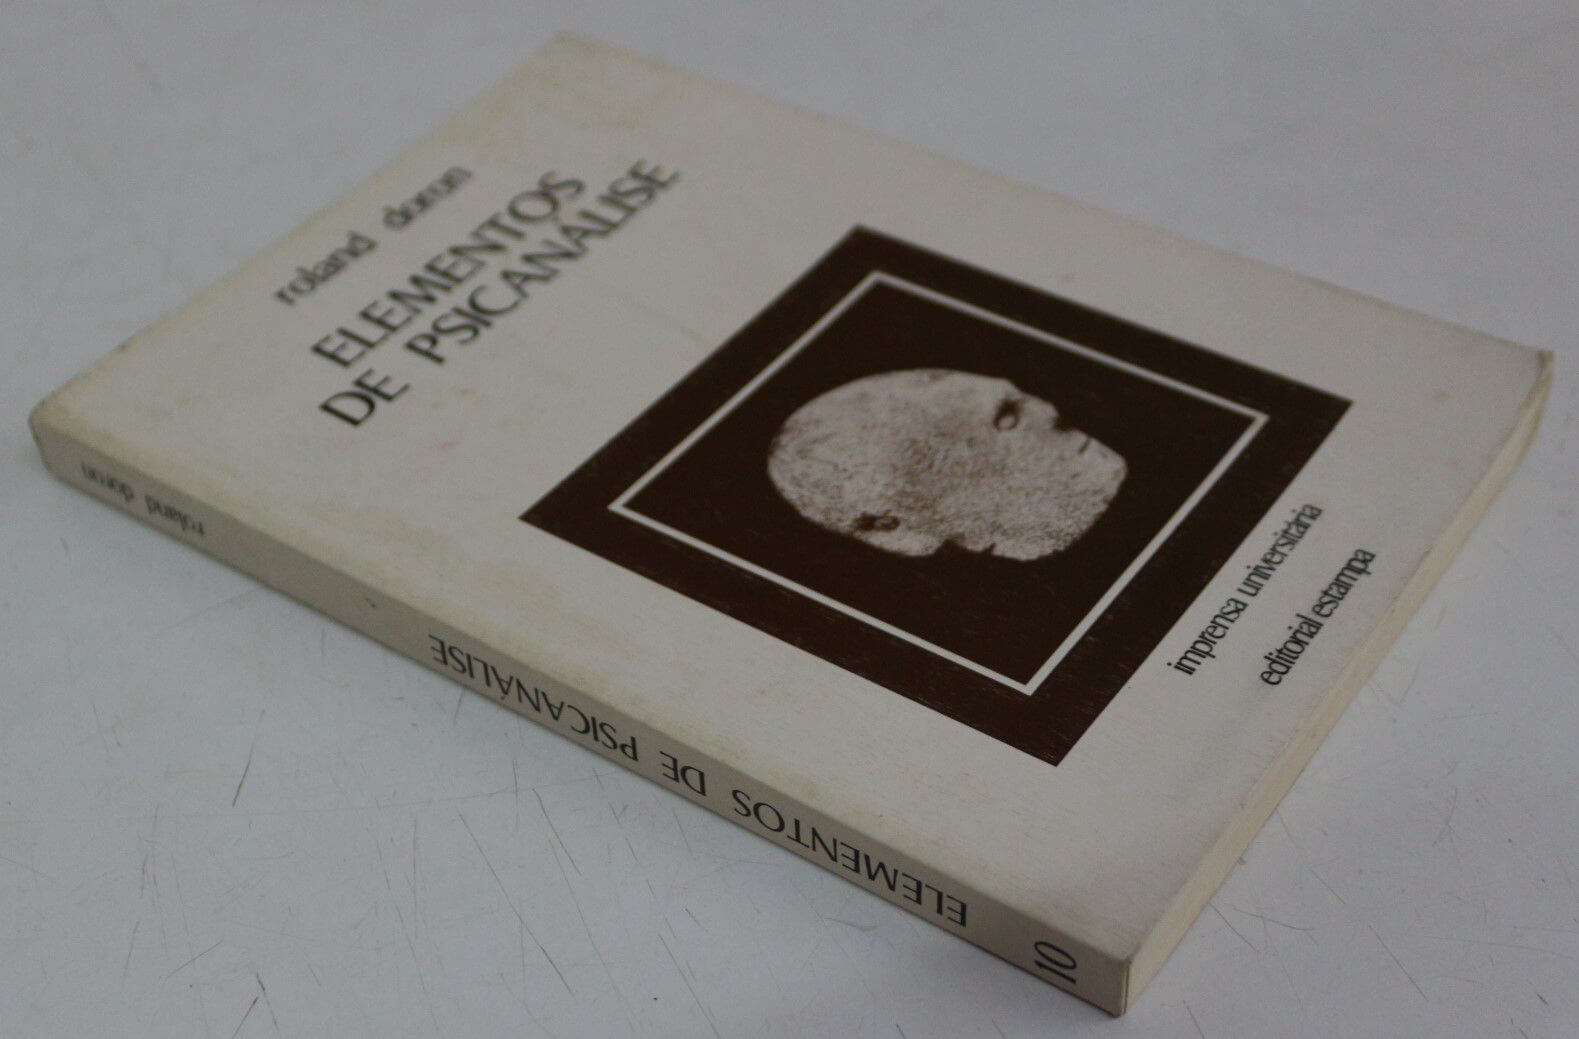 roland doron
ELEMENTOS
DE PSICANÁLISE
imprensa universitária
editorial estampa
roland doron
ELEMENTOS DE PSICANÁLISE
10